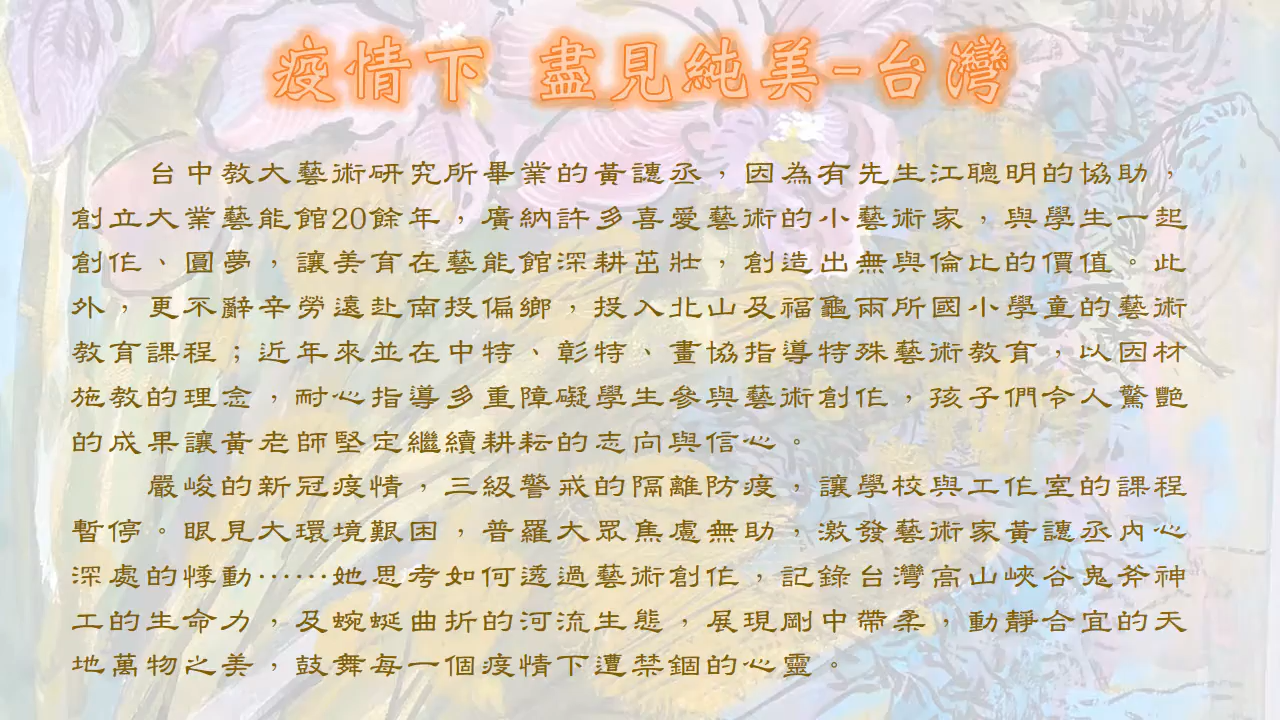 疫情下 盡見純美-台灣
台中教大藝術研究所畢業的黃譓丞，因為有先生江聰明的協助，
創立大業藝能館20餘年，廣納許多喜愛藝術的小藝術家，與學生一起
創作、圓夢，讓美育在藝能館深耕茁壯，創造出無與倫比的價值。此
外，更不辭辛勞遠赴南投偏鄉，投入北山及福龜兩所國小學童的藝術
教育課程；近年來並在中特、彰特、畫協指導特殊藝術教育，以因材
施教的理念，耐心指導多重障礙學生參與藝術創作，孩子們令人驚艷
的成果讓黃老師堅定繼續耕耘的志向與信心。
嚴峻的新冠疫情，三級警戒的隔離防疫，讓學校與工作室的課程
暫停。眼見大環境艱困，普羅大眾焦慮無助，激發藝術家黃譓丞內心
深處的悸動⋯⋯她思考如何透過藝術創作，記錄台灣高山峽谷鬼斧神
工的生命力，及蜿蜒曲折的河流生態，展現剛中帶柔，動靜合宜的天
地萬物之美，鼓舞每一個疫情下遭禁錮的心靈。